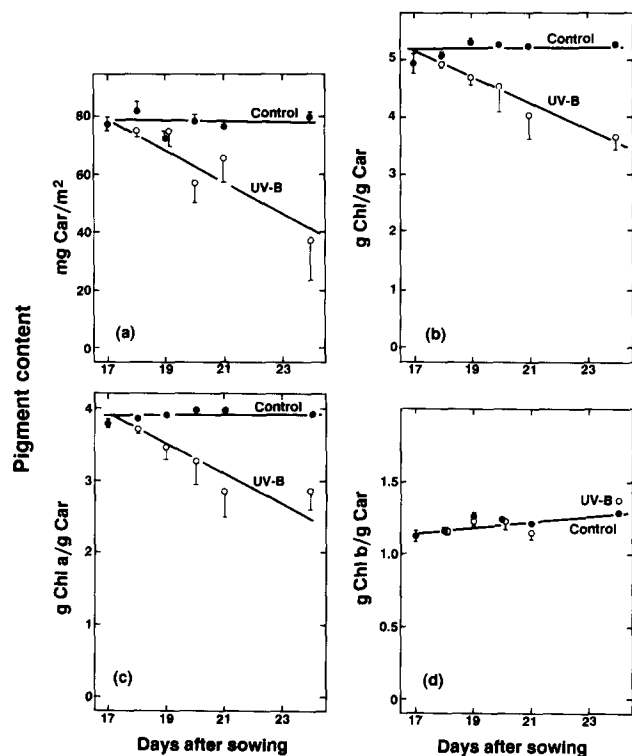 Pigment content
mg Car/m²
80
60
40
20
0
Control
UV-B
(a)
17 19 21 23
g Chl/g Car
5
4
3
2
1
0
Control
UV-B
(b)
17 19 21 23
g Chl a/g Car
4
3
2
1
0
Control
UV-B
(c)
17 19 21 23
Days after sowing
g Chl b/g Car
1.5
1.0
0.5
0
UV-B
Control
(d)
17 19 21 23
Days after sowing